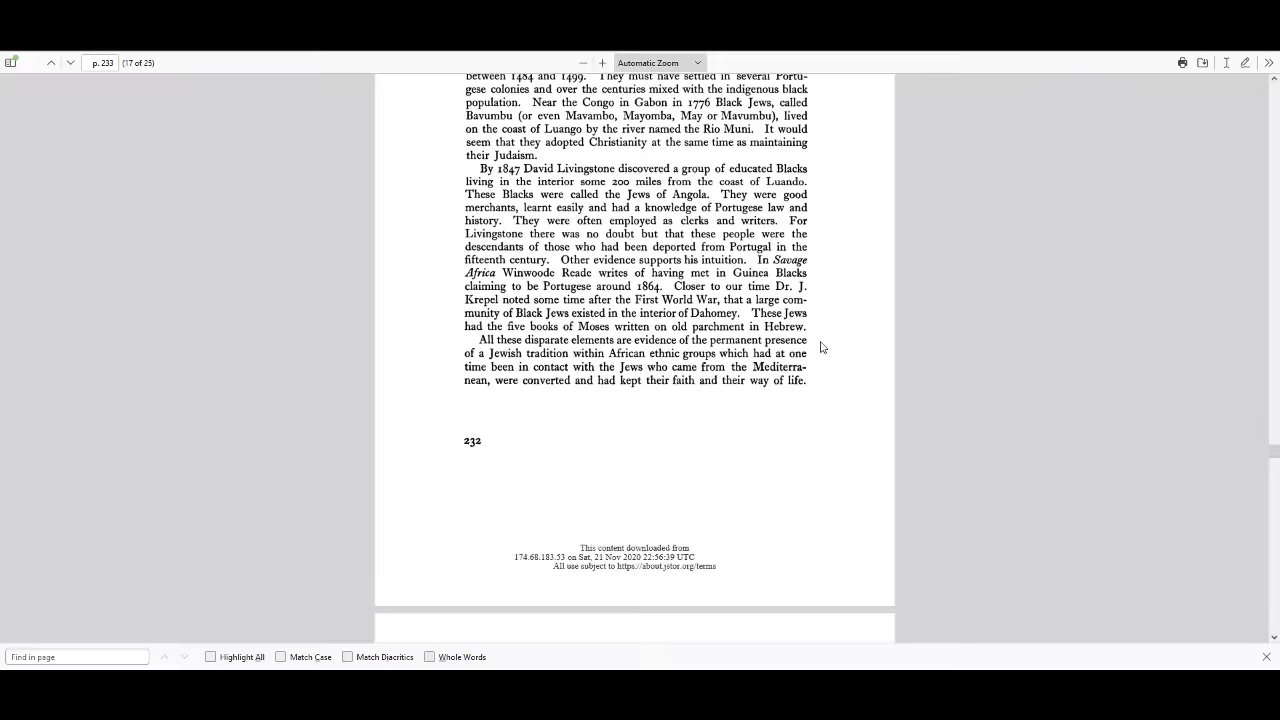 p. 233 (17 of 25) Automatic Zoom
between 1484 and 1499. They must have settled in several Portu-
gese colonies and over the centuries mixed with the indigenous black
population. Near the Congo in Gabon in 1776 Black Jews, called
Bavumbu (or even Mavambo, Mayomba, May or Mavumbu), lived
on the coast of Luango by the river named the Rio Muni. It would
seem that they adopted Christianity at the same time as maintaining
their Judaism.
By 1847 David Livingstone discovered a group of educated Blacks
living in the interior some 200 miles from the coast of Luando.
These Blacks were called the Jews of Angola. They were good
merchants, learnt easily and had a knowledge of Portugese law and
history. They were often employed as clerks and writers. For
Livingstone there was no doubt but that these people were the
descendants of those who had been deported from Portugal in the
fifteenth century. Other evidence supports his intuition. In Savage
Africa Winwoode Reade writes of having met in Guinea Blacks
claiming to be Portugese around 1864. Closer to our time Dr. J.
Krepel noted some time after the First World War, that a large com-
munity of Black Jews existed in the interior of Dahomey. These Jews
had the five books of Moses written on old parchment in Hebrew.
All these disparate elements are evidence of the permanent presence
of a Jewish tradition within African ethnic groups which had at one
time been in contact with the Jews who came from the Mediterra-
nean, were converted and had kept their faith and their way of life.
232
This content downloaded from
174.68.183.53 on Sat, 21 Nov 2020 22:56:39 UTC
All use subject to https://about.jstor.org/terms
Find in page Highlight All Match Case Match Diacritics Whole Words